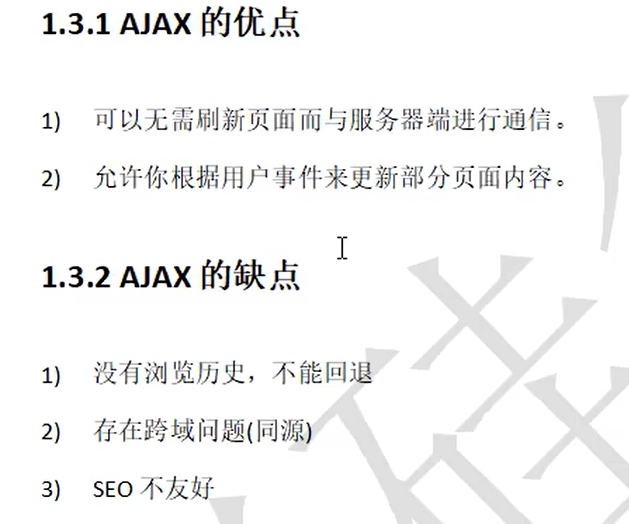 1.3.1 AJAX 的优点
1) 可以无需刷新页面而与服务器端进行通信。
2) 允许你根据用户事件来更新部分页面内容。
1.3.2 AJAX 的缺点
1) 没有浏览历史，不能回退
2) 存在跨域问题(同源)
3) SEO 不友好